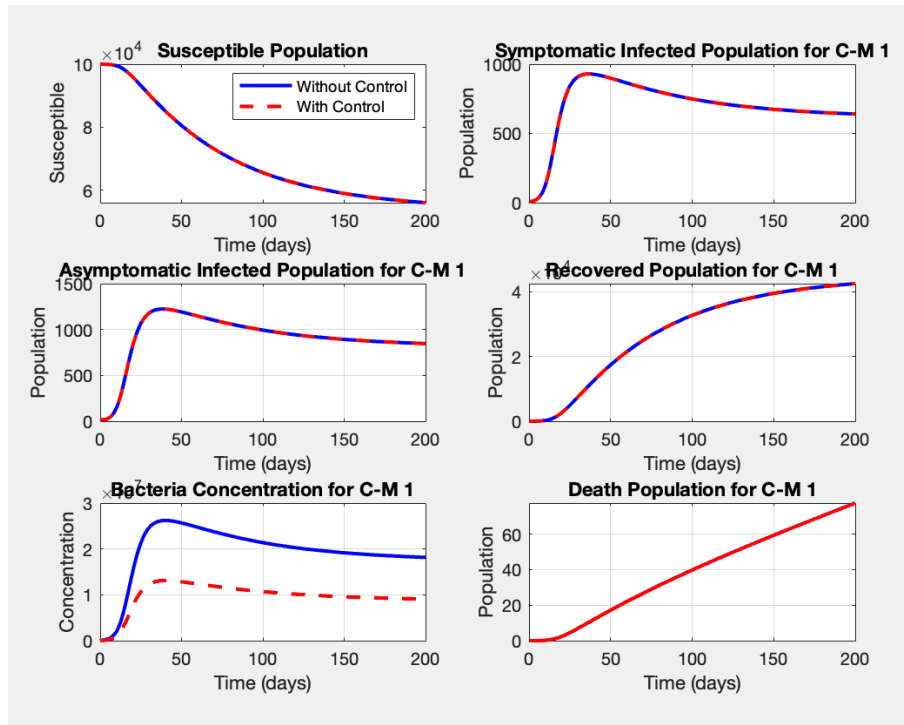 ×10⁴
Susceptible Population
10
8
6
Susceptible
Without Control
With Control
0 50 100 150 200
Time (days)
Symptomatic Infected Population for C-M 1
1000
500
0
Population
0 50 100 150 200
Time (days)
Asymptomatic Infected Population for C-M 1
1500
1000
500
0
Population
0 50 100 150 200
Time (days)
Recovered Population for C-M 1
4
2
0
Population
0 50 100 150 200
Time (days)
Bacteria Concentration for C-M 1
3
2
1
0
Concentration
0 50 100 150 200
Time (days)
Death Population for C-M 1
60
40
20
0
Population
0 50 100 150 200
Time (days)